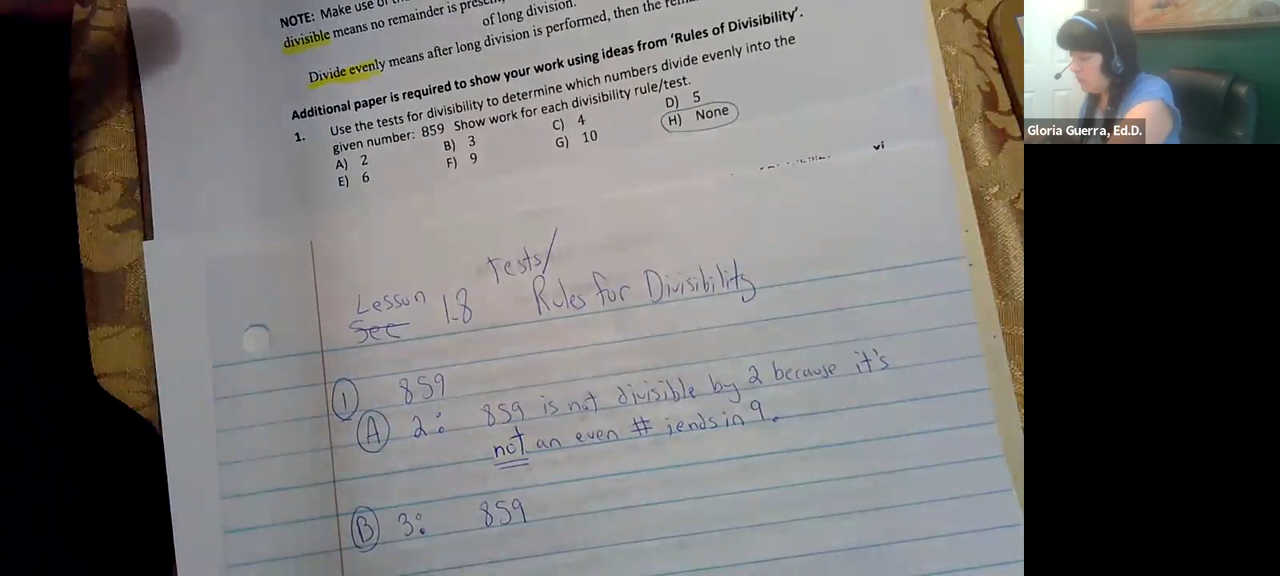 NOTE: Make use of
divisible means no remainder is
of long division.
Divide evenly means after long division is performed, then the
Additional paper is required to show your work using ideas from 'Rules of Divisibility'.
1. Use the tests for divisibility to determine which numbers divide evenly into the
given number: 859 Show work for each divisibility rule/test.
A) 2 B) 3 C) 4 D) 5
E) 6 F) 9 G) 10 H) None
vi
Tests/
Lesson 1.8 Rules for Divisibility
Sec
1 859
A 2: 859 is not divisible by 2 because it's
not an even # ; ends in 9.
B 3: 859
Gloria Guerra, Ed.D.